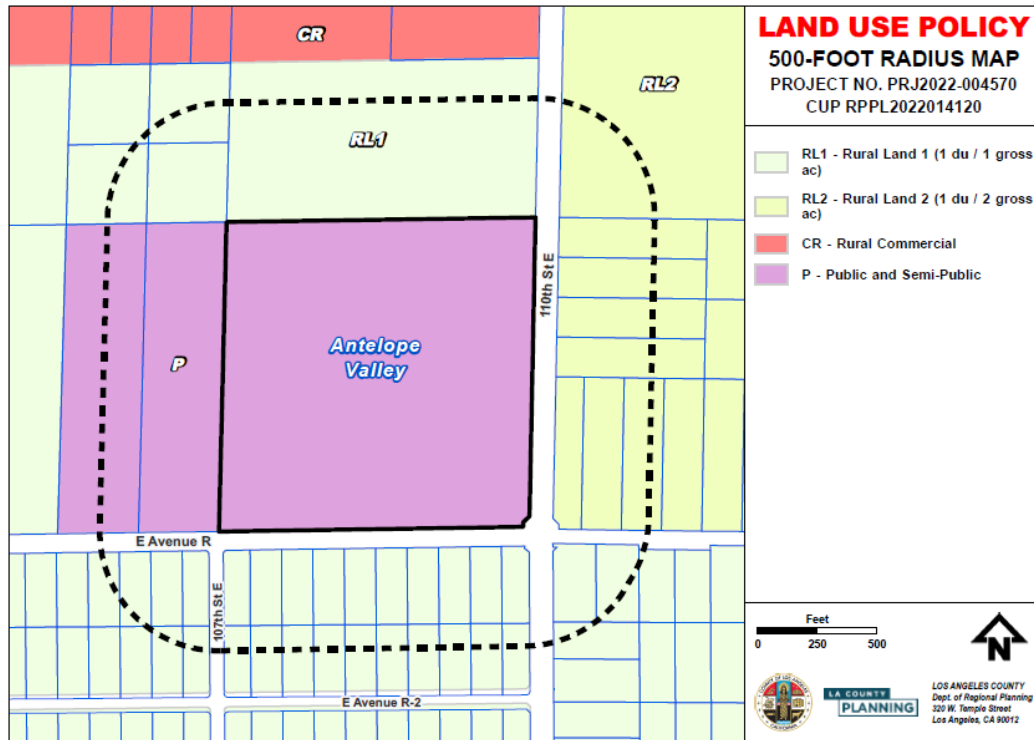 LAND USE POLICY
500-FOOT RADIUS MAP
PROJECT NO. PRJ2022-004570
CUP RPPL2022014120
CR
RL2
RL1
RL1 - Rural Land 1 (1 du / 1 gross
ac)
RL2 - Rural Land 2 (1 du / 2 gross
ac)
CR - Rural Commercial
P - Public and Semi-Public
110th St E
Antelope
Valley
P
E Avenue R
107th St E
E Avenue R-2
Feet
0 250 500
N
LA COUNTY
PLANNING
LOS ANGELES COUNTY
Dept. of Regional Planning
320 W. Temple Street
Los Angeles, CA 90012